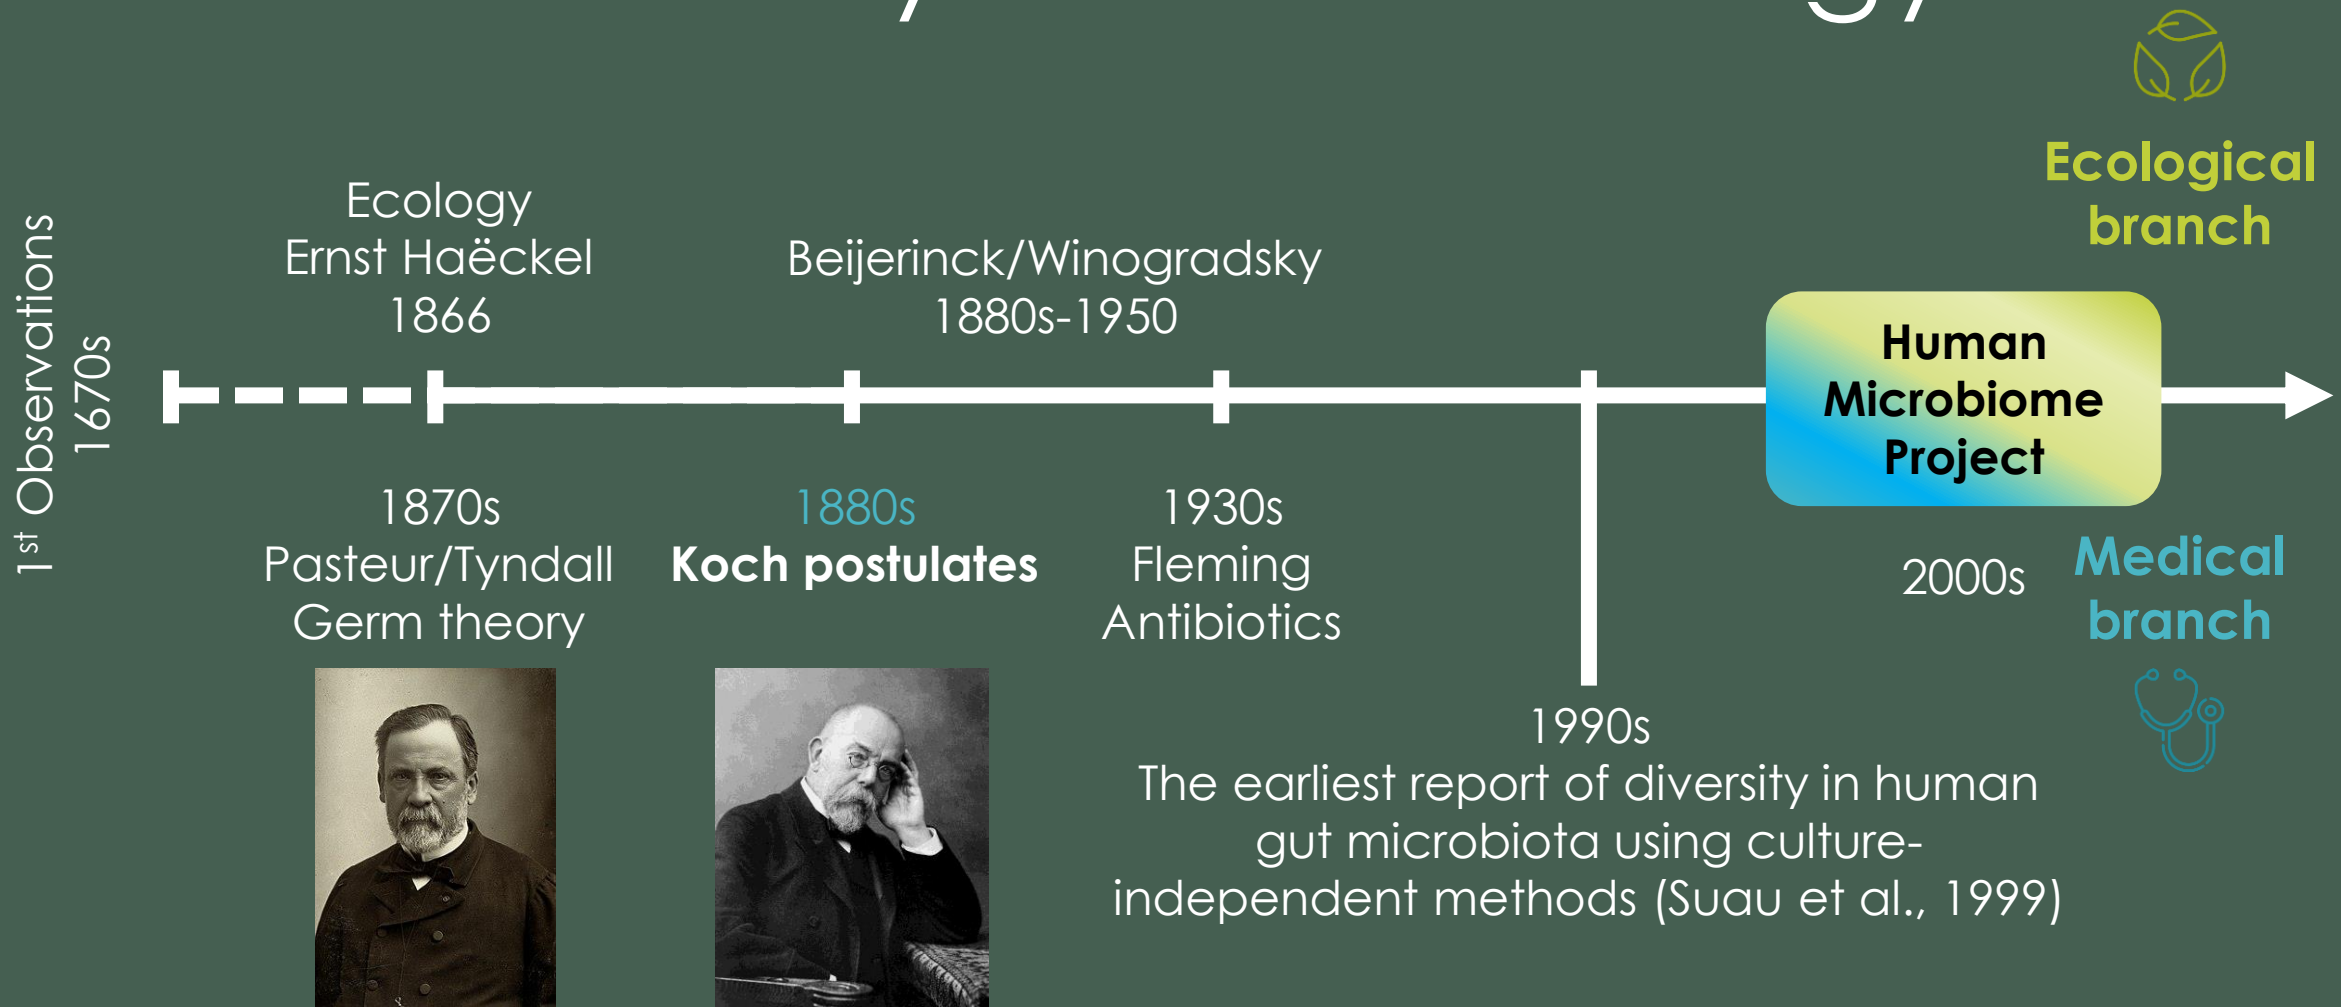 Ecological
branch
1st Observations
1670s
Ecology
Ernst Haëckel
1866
Beijerinck/Winogradsky
1880s-1950
Human
Microbiome
Project
1870s
Pasteur/Tyndall
Germ theory
1880s
Koch postulates
1930s
Fleming
Antibiotics
2000s
Medical
branch
1990s
The earliest report of diversity in human
gut microbiota using culture-
independent methods (Suau et al., 1999)